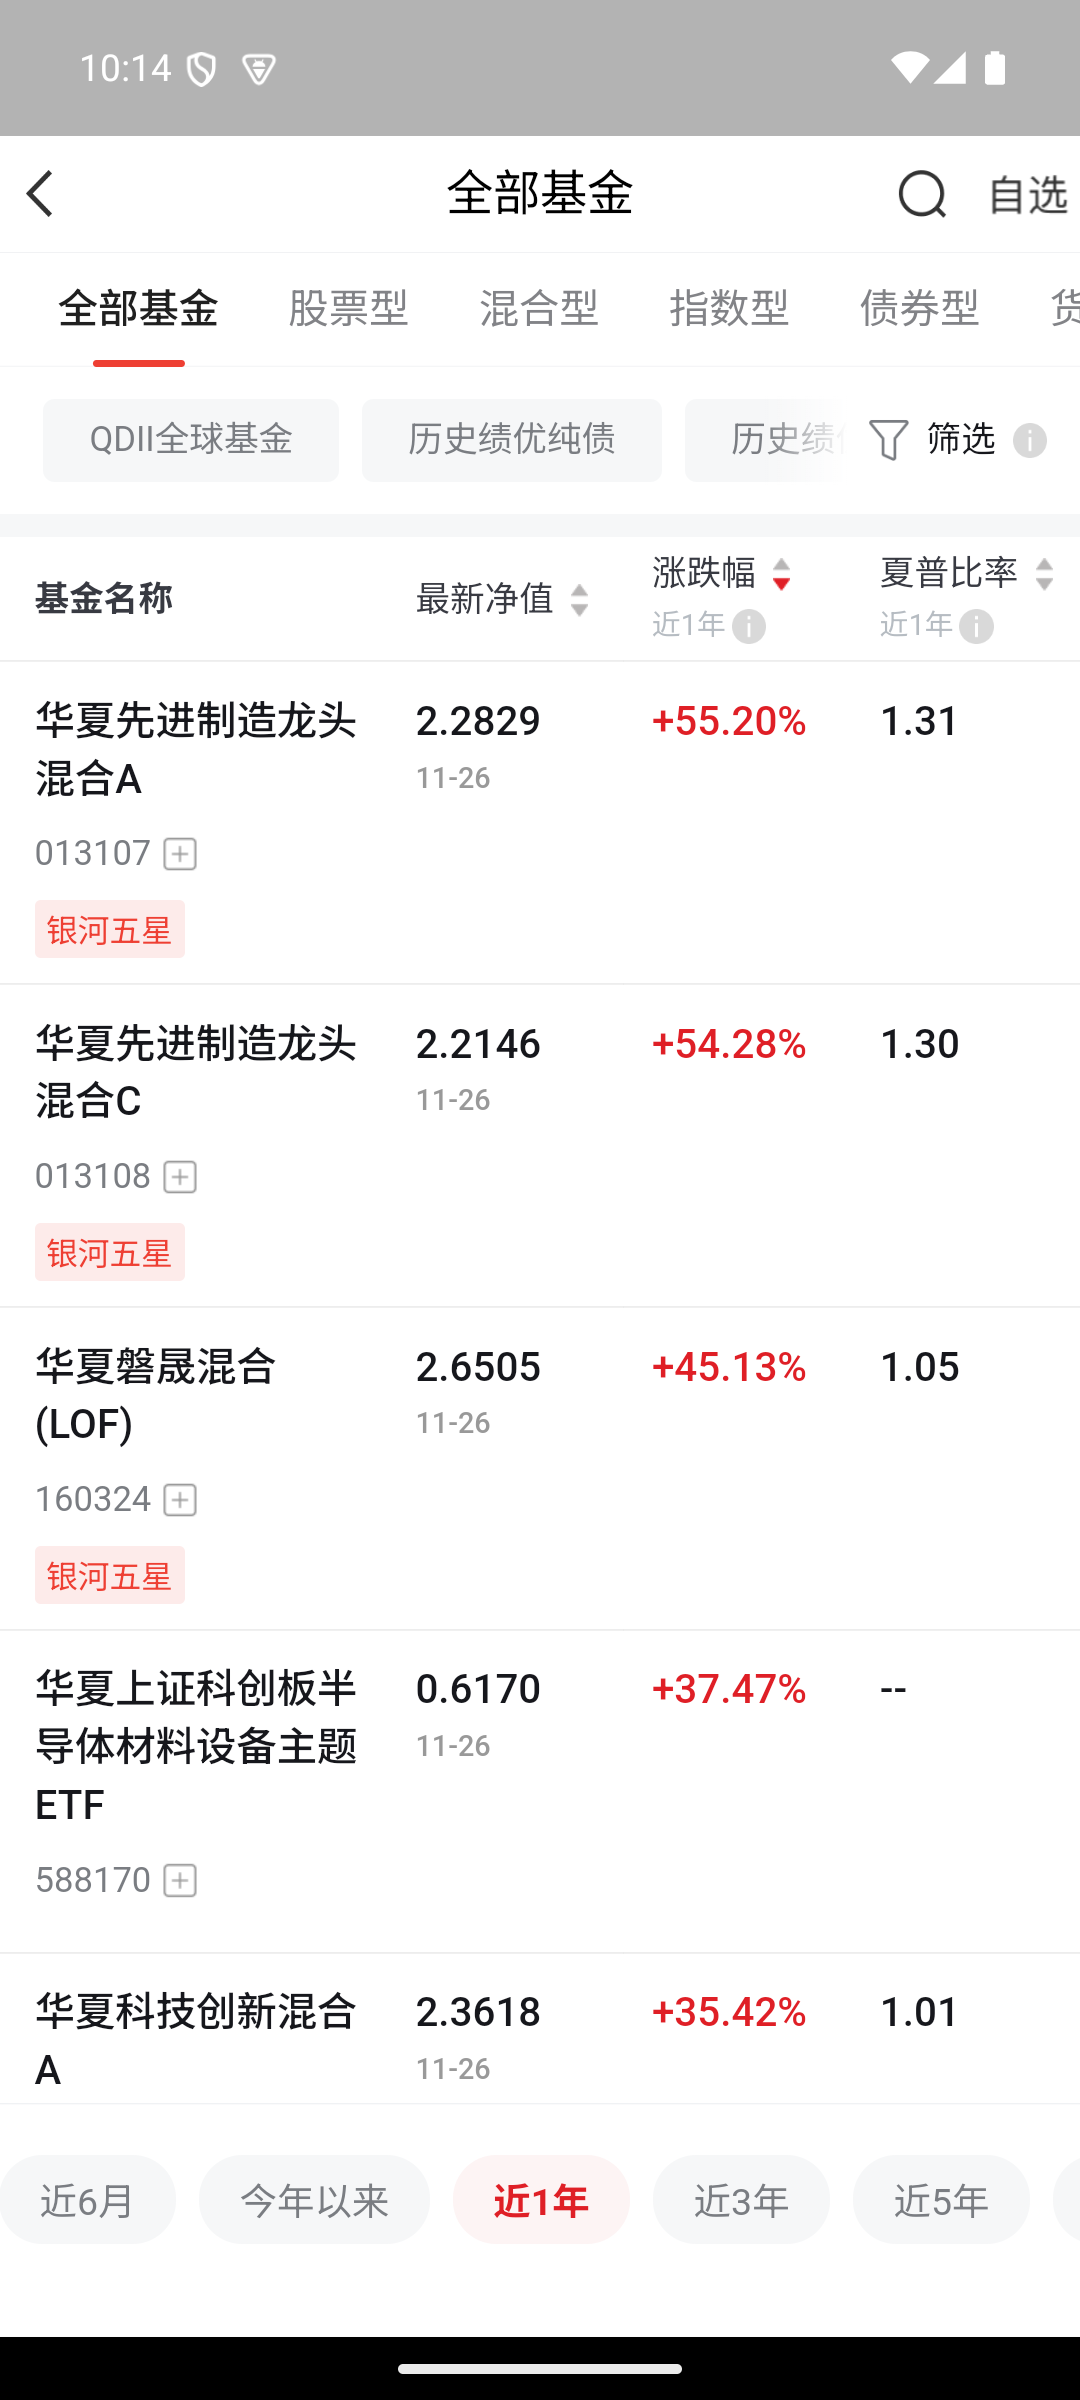 10:14
全部基金
自选
全部基金 股票型 混合型 指数型 债券型
QDII全球基金 历史绩优纯债 历史绩 筛选
基金名称 最新净值 涨跌幅 近1年 夏普比率 近1年
华夏先进制造龙头 2.2829 +55.20% 1.31
混合A 11-26
013107
银河五星
华夏先进制造龙头 2.2146 +54.28% 1.30
混合C 11-26
013108
银河五星
华夏磐晟混合 2.6505 +45.13% 1.05
(LOF) 11-26
160324
银河五星
华夏上证科创板半 0.6170 +37.47% --
导体材料设备主题 11-26
ETF
588170
华夏科技创新混合 2.3618 +35.42% 1.01
A 11-26
近6月 今年以来 近1年 近3年 近5年